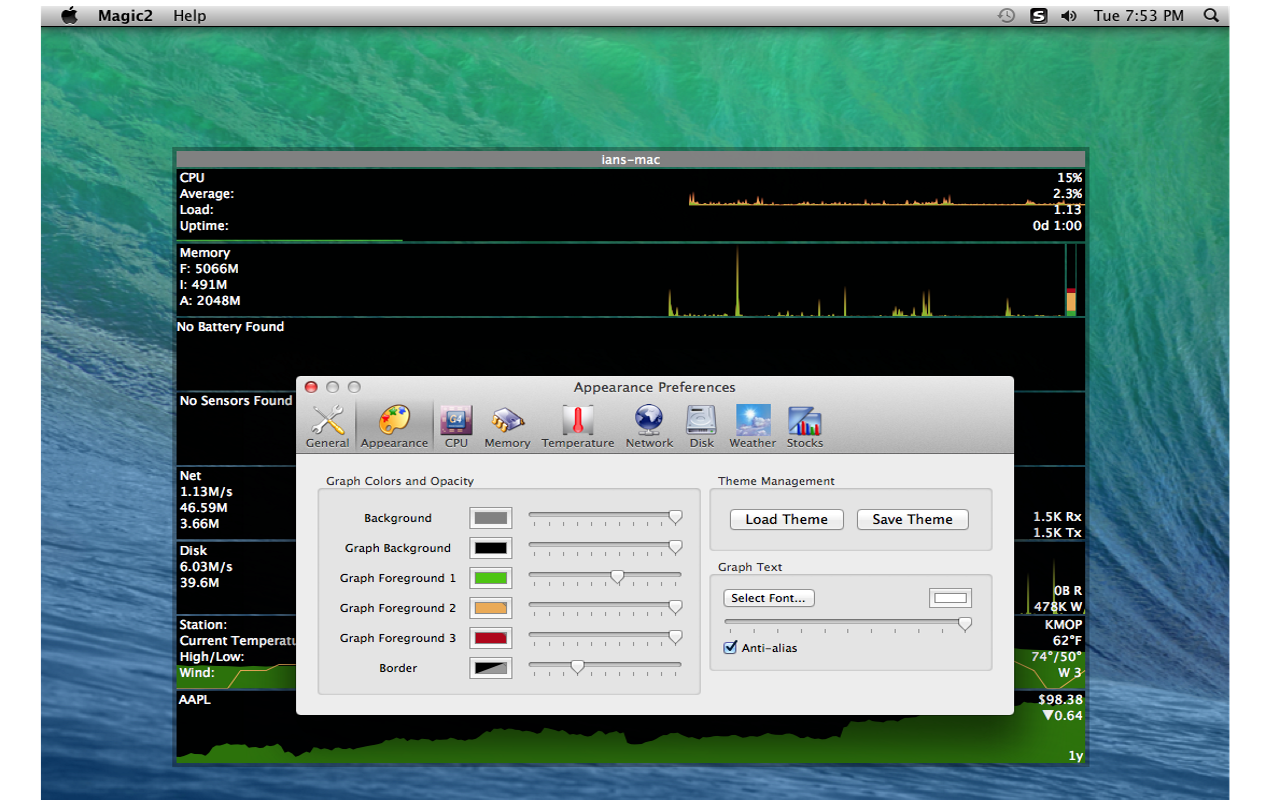 Magic2 Help Tue 7:53 PM
ians-mac
CPU 15%
Average: 2.3%
Load: 1.13
Uptime: 0d 1:00
Memory
F: 5066M
I: 491M
A: 2048M
No Battery Found
No Sensors Found
Appearance Preferences
General Appearance CPU Memory Temperature Network Disk Weather Stocks
G4
Graph Colors and Opacity
Background
Graph Background
Graph Foreground 1
Graph Foreground 2
Graph Foreground 3
Border
Theme Management
Load Theme Save Theme
Graph Text
Select Font...
Anti-alias
Net
1.13M/s
46.59M
3.66M
1.5K Rx
1.5K Tx
Disk
6.03M/s
39.6M
0B R
478K W
Station: KMOP
Current Temperatu 62°F
High/Low: 74°/50°
Wind: W 3
AAPL $98.38
▼0.64
1y